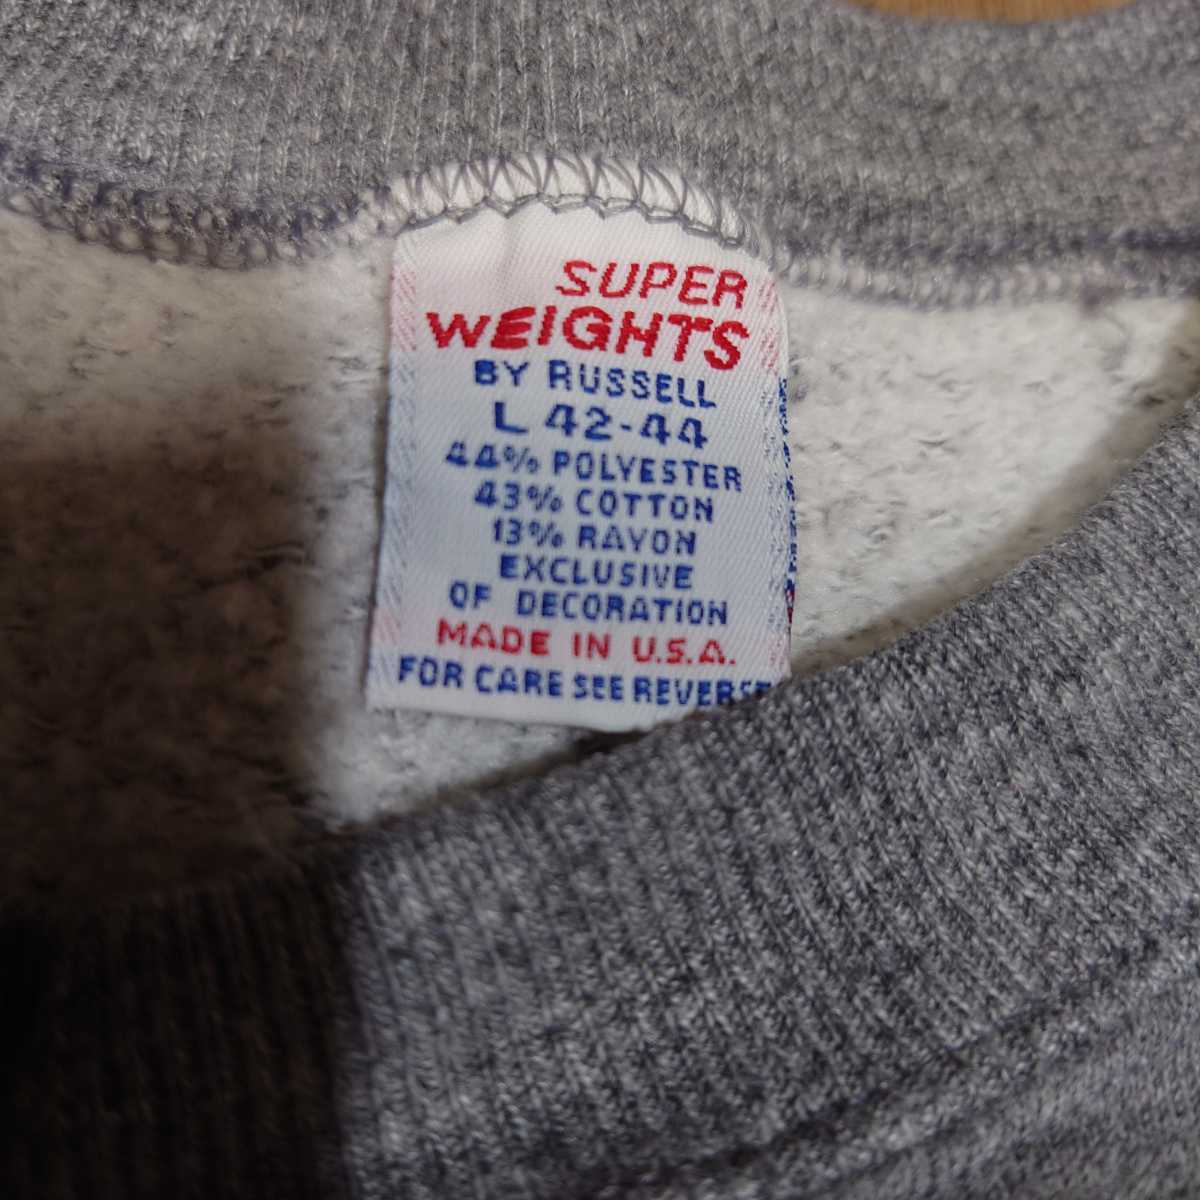 SUPER
WEIGHTS
BY RUSSELL
L 42-44
44% POLYESTER
43% COTTON
13% RAYON
EXCLUSIVE
OF DECORATION
MADE IN U.S.A.
FOR CARE SEE REVERSE